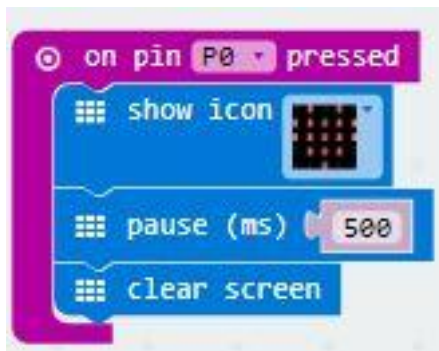 on pin P0 pressed
show icon
pause (ms) 500
clear screen